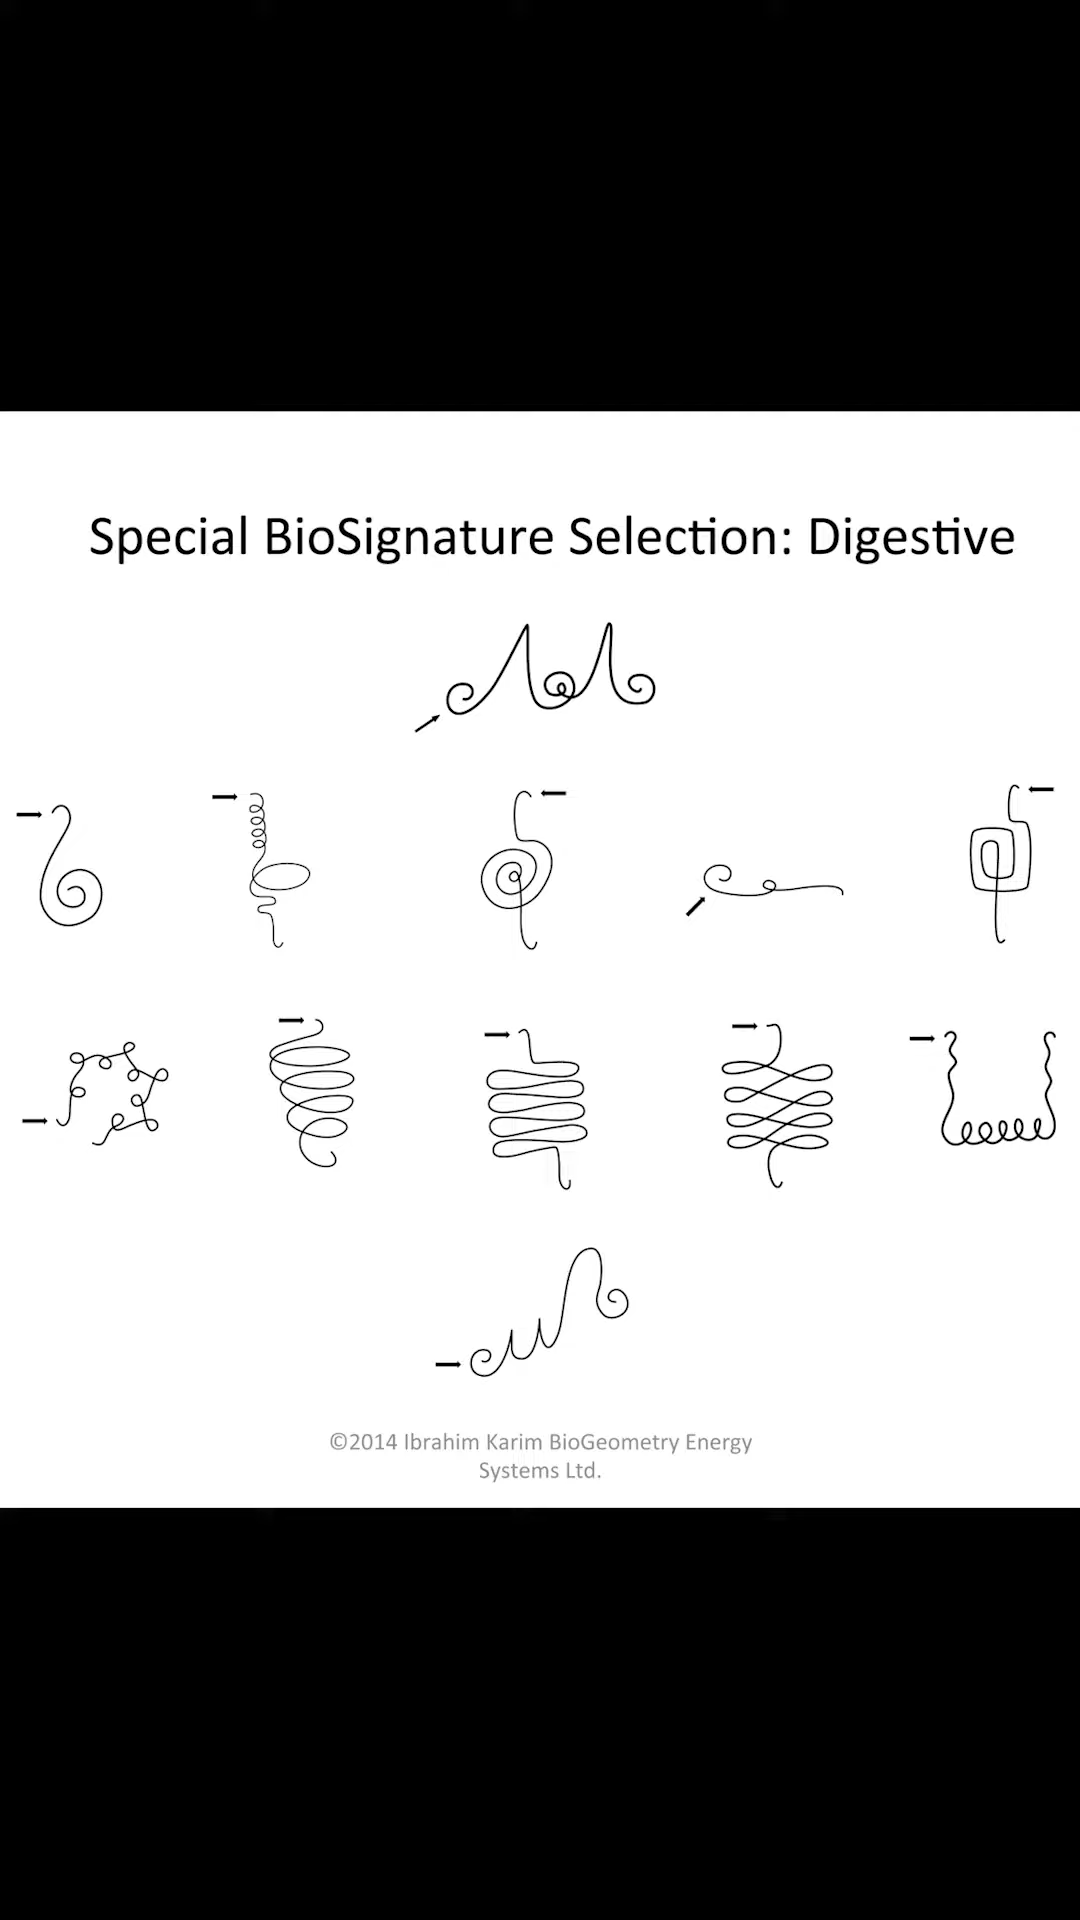 Special BioSignature Selection: Digestive
©2014 Ibrahim Karim BioGeometry Energy
Systems Ltd.